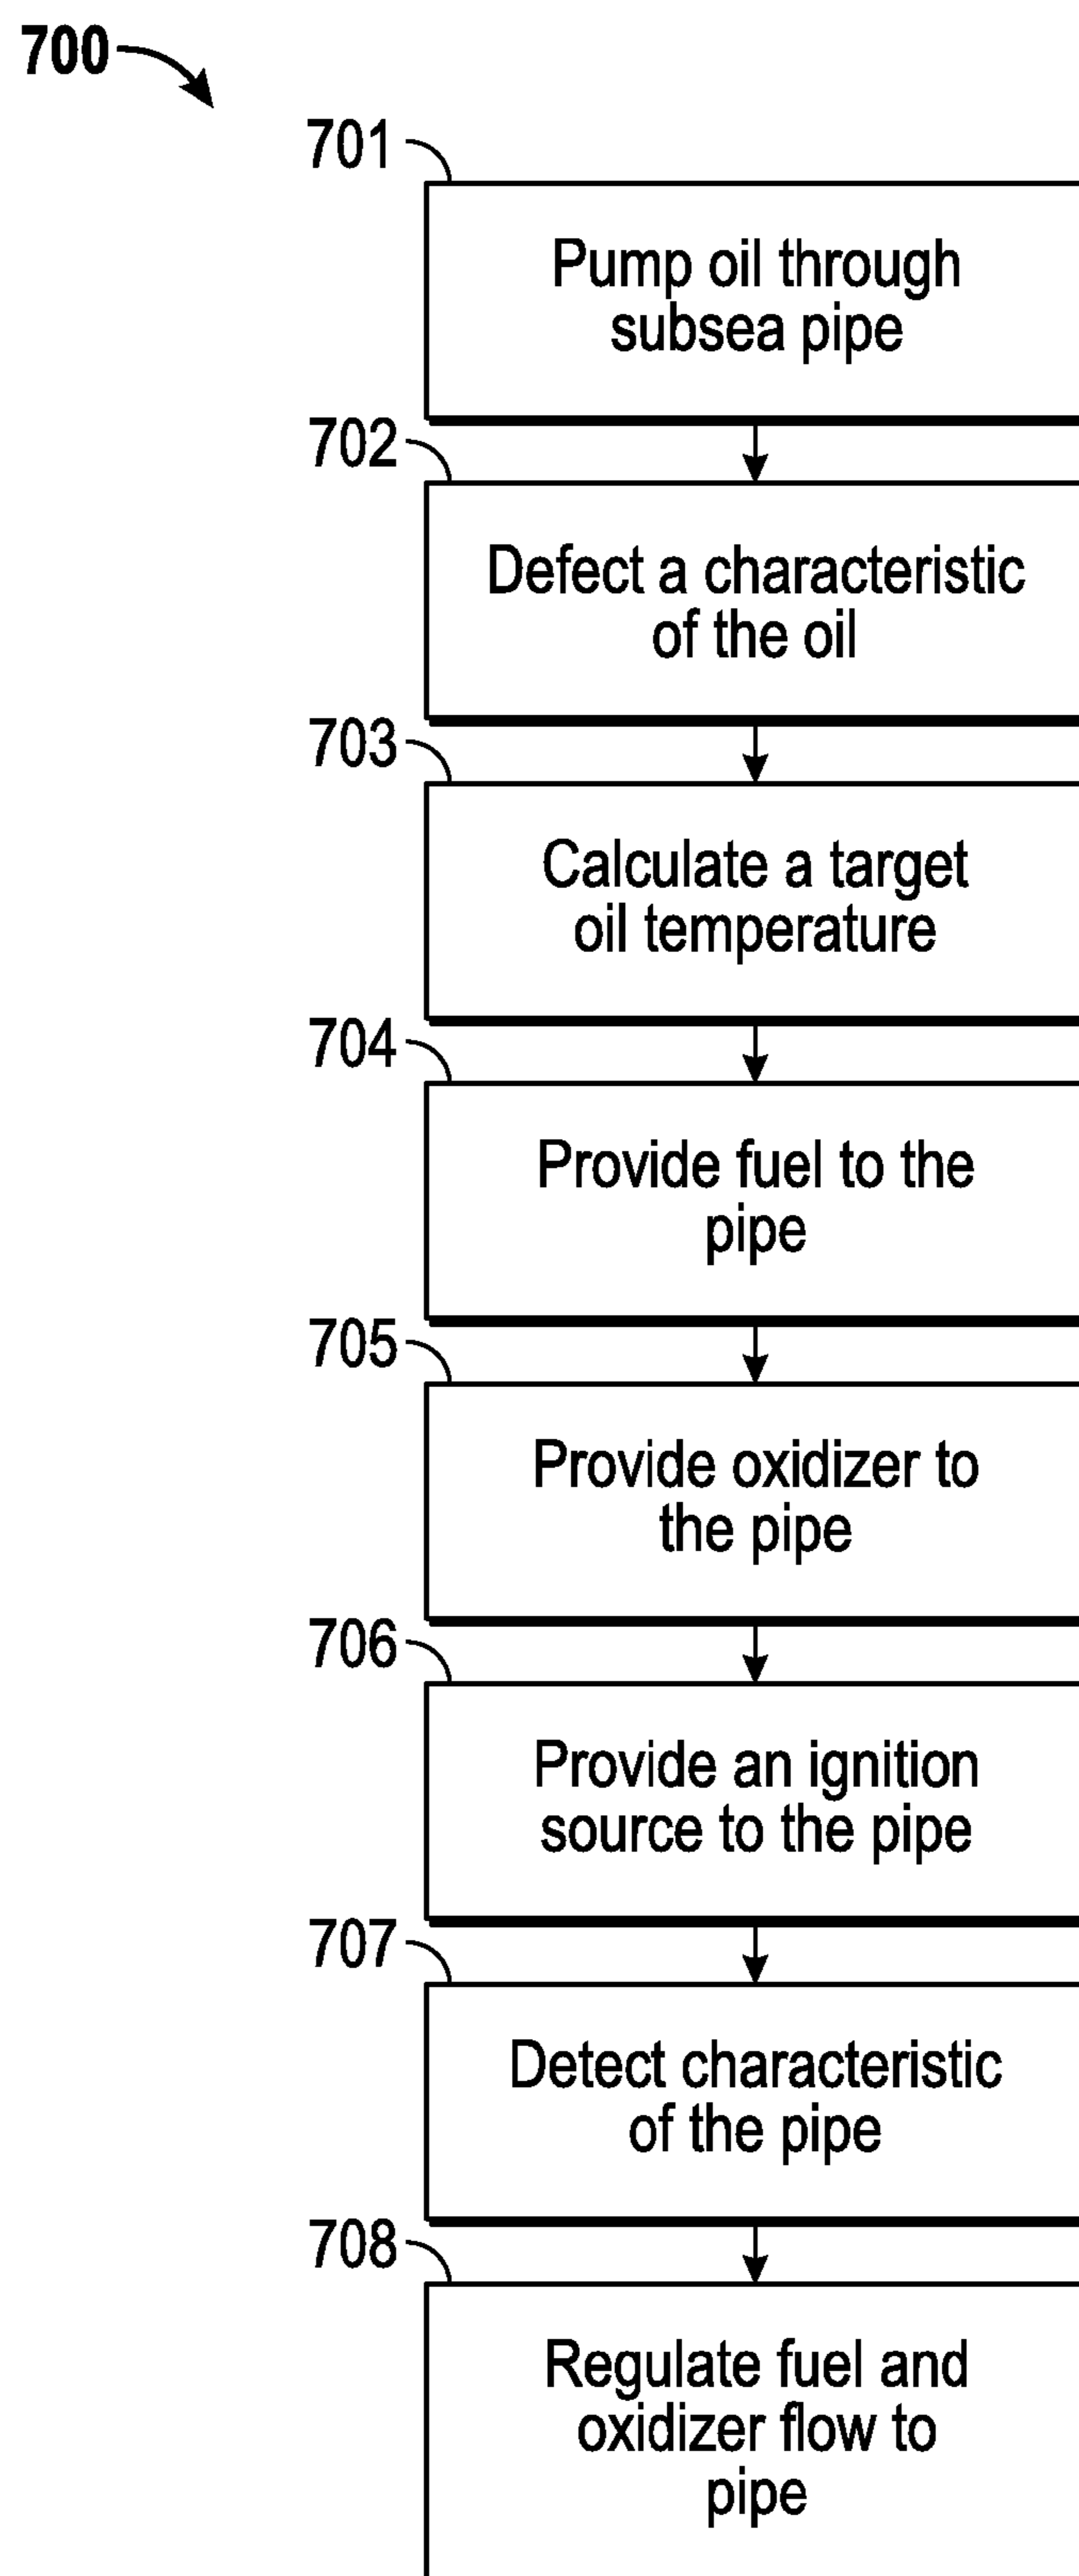 700
701
Pump oil through
subsea pipe
702
Defect a characteristic
of the oil
703
Calculate a target
oil temperature
704
Provide fuel to the
pipe
705
Provide oxidizer to
the pipe
706
Provide an ignition
source to the pipe
707
Detect characteristic
of the pipe
708
Regulate fuel and
oxidizer flow to
pipe